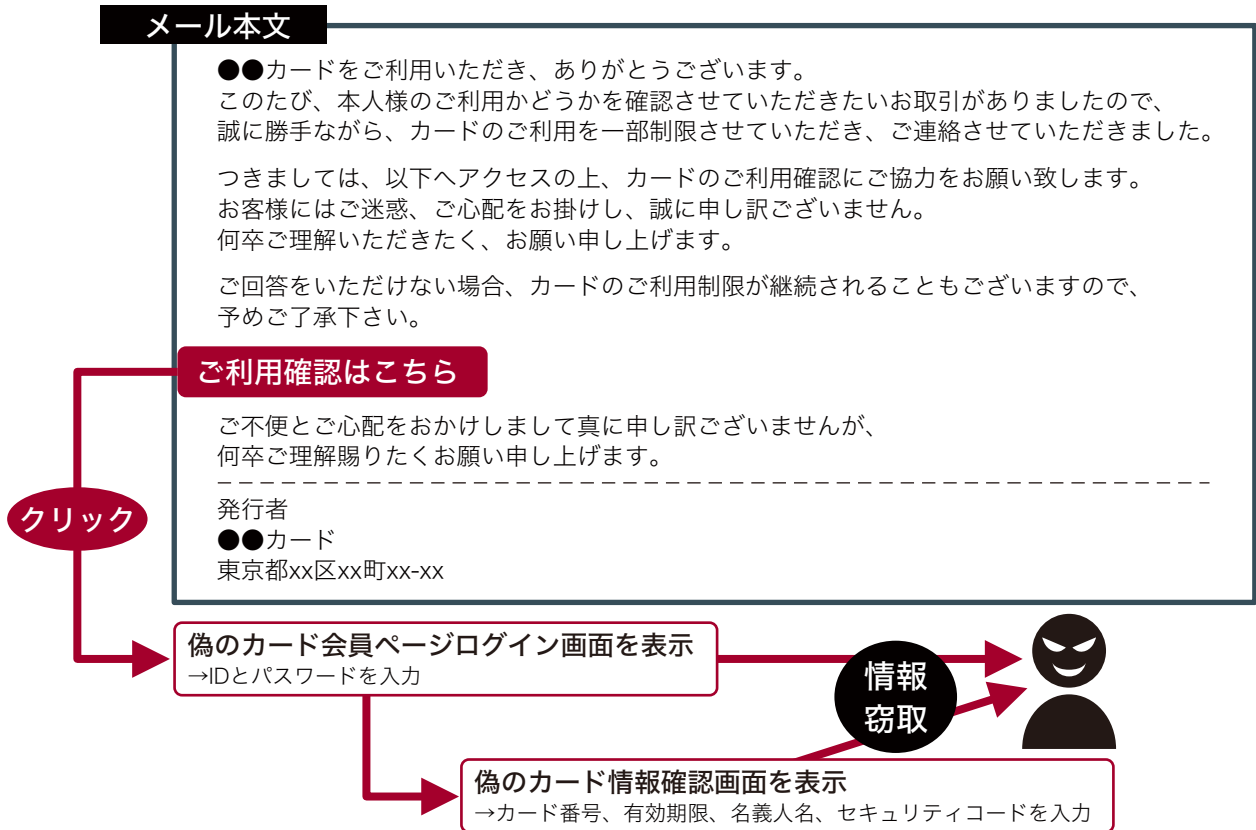 メール本文
●●カードをご利用いただき、ありがとうございます。
このたび、本人様のご利用かどうかを確認させていただきたいお取引がありましたので、
誠に勝手ながら、カードのご利用を一部制限させていただき、ご連絡させていただきました。
つきましては、以下へアクセスの上、カードのご利用確認にご協力をお願い致します。
お客様にはご迷惑、ご心配をお掛けし、誠に申し訳ございません。
何卒ご理解いただきたく、お願い申し上げます。
ご回答をいただけない場合、カードのご利用制限が継続されることもございますので、
予めご了承下さい。
ご利用確認はこちら
ご不便とご心配をおかけしまして真に申し訳ございませんが、
何卒ご理解賜りたくお願い申し上げます。
発行者
●●カード
東京都xx区xx町xx-xx
クリック
偽のカード会員ページログイン画面を表示
→IDとパスワードを入力
情報
窃取
偽のカード情報確認画面を表示
→カード番号、有効期限、名義人名、セキュリティコードを入力